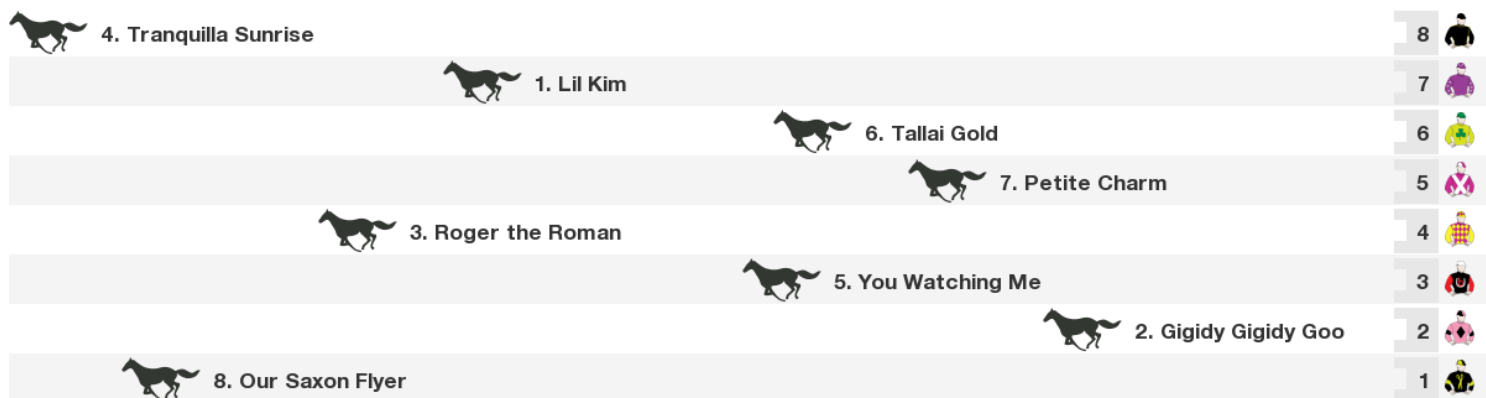 4. Tranquilla Sunrise 8
1. Lil Kim 7
6. Tallai Gold 6
7. Petite Charm 5
3. Roger the Roman 4
5. You Watching Me 3
2. Gigidy Gigidy Goo 2
8. Our Saxon Flyer 1